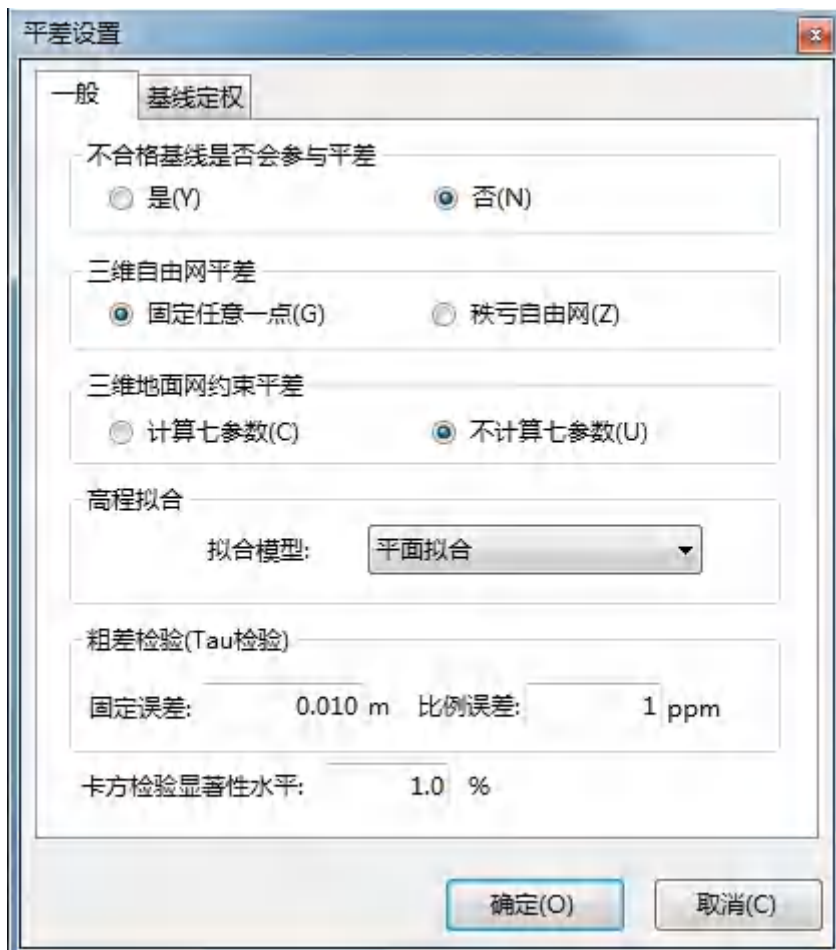 平差设置
一般 基线定权
不合格基线是否会参与平差
是(Y) 否(N)
三维自由网平差
固定任意一点(G) 秩亏自由网(Z)
三维地面网约束平差
计算七参数(C) 不计算七参数(U)
高程拟合
拟合模型: 平面拟合
粗差检验(Tau检验)
固定误差: 0.010 m 比例误差: 1 ppm
卡方检验显著性水平: 1.0 %
确定(O) 取消(C)